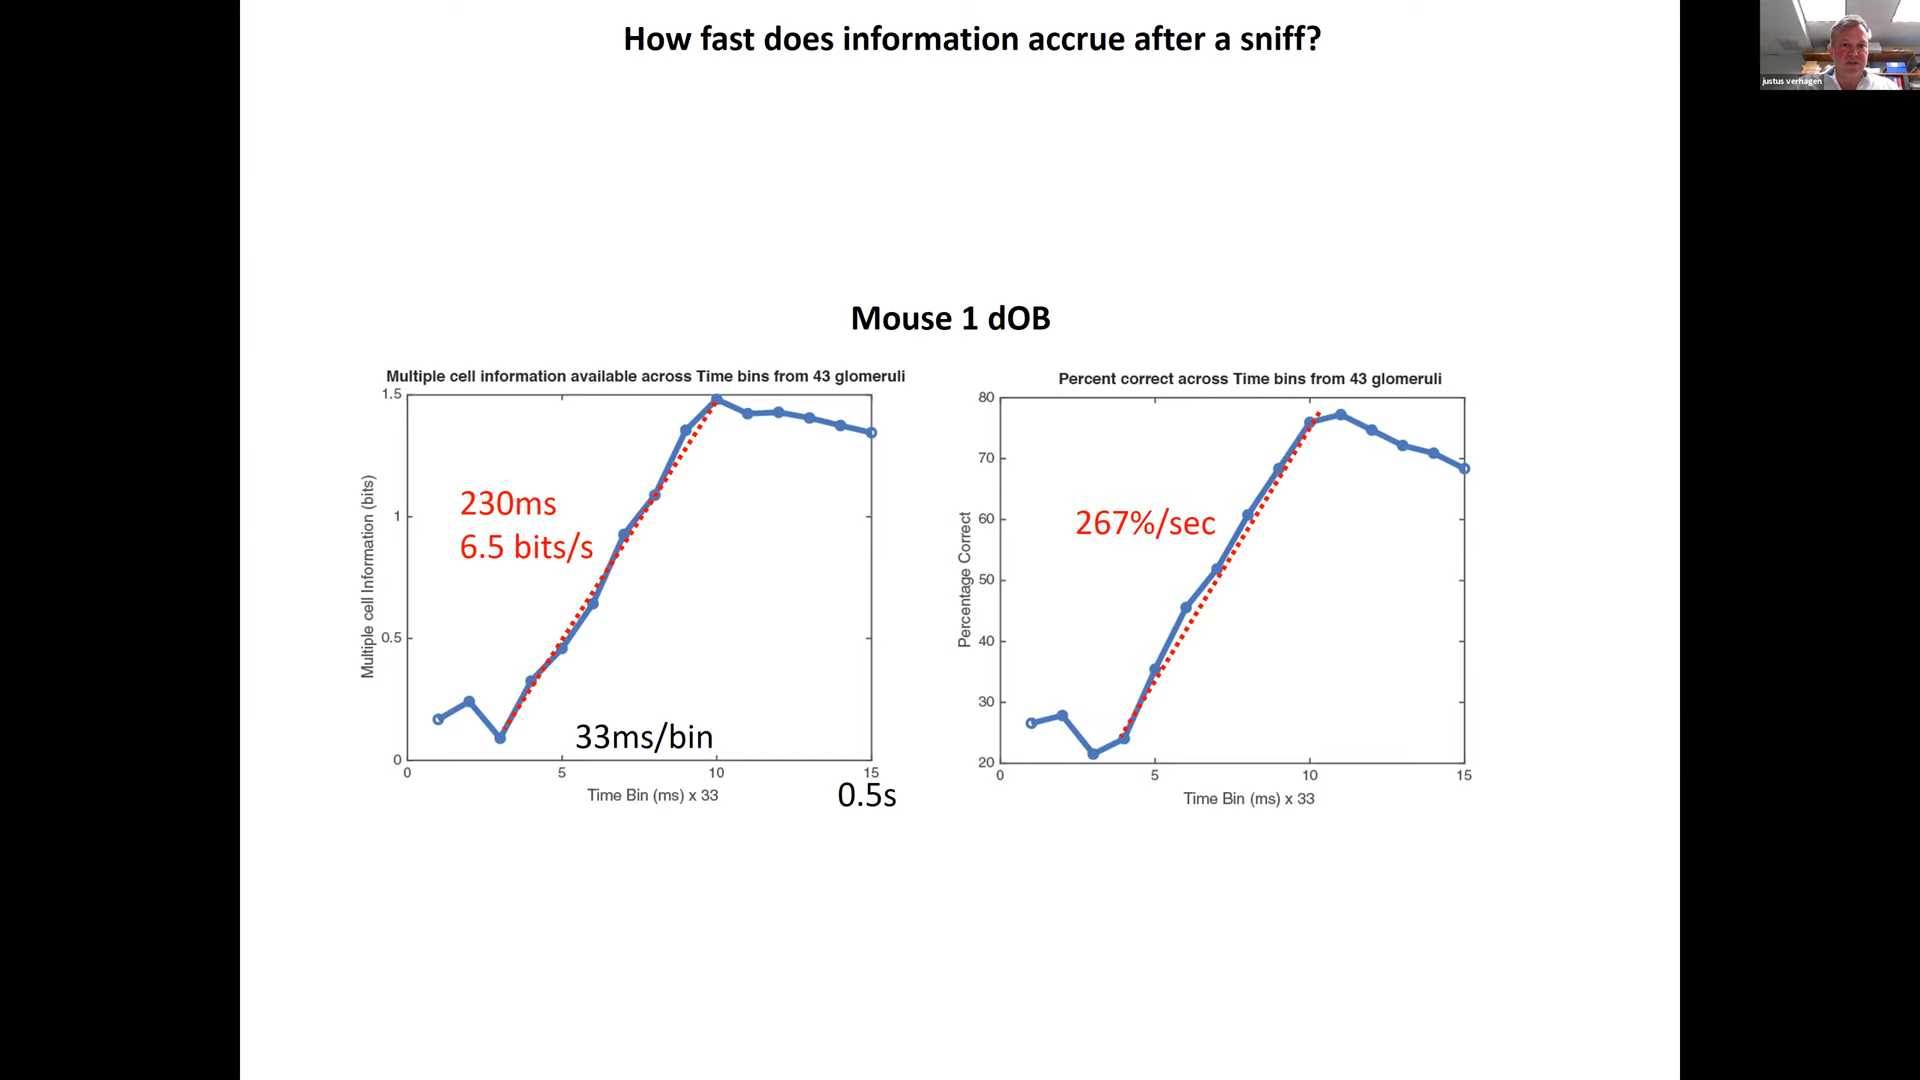 How fast does information accrue after a sniff?
justus verhagen
Mouse 1 dOB
Multiple cell information available across Time bins from 43 glomeruli
1.5
1
0.5
0
Multiple cell Information (bits)
230ms
6.5 bits/s
33ms/bin
0 5 10 15
Time Bin (ms) x 33
0.5s
Percent correct across Time bins from 43 glomeruli
80
70
60
50
40
30
20
Percentage Correct
267%/sec
0 5 10 15
Time Bin (ms) x 33